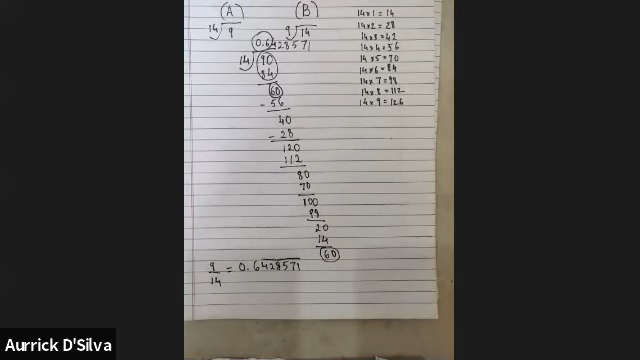 (A) (B)
14 9 9 14
0.6428571
14 90
84
60
- 56
40
- 28
120
112
80
70
100
98
20
14
60
9/14 = 0.6428571
14x1 = 14
14x2 = 28
14x3 = 42
14x4 = 56
14x5 = 70
14x6 = 84
14x7 = 98
14x8 = 112
14x9 = 126
Aurrick D'Silva